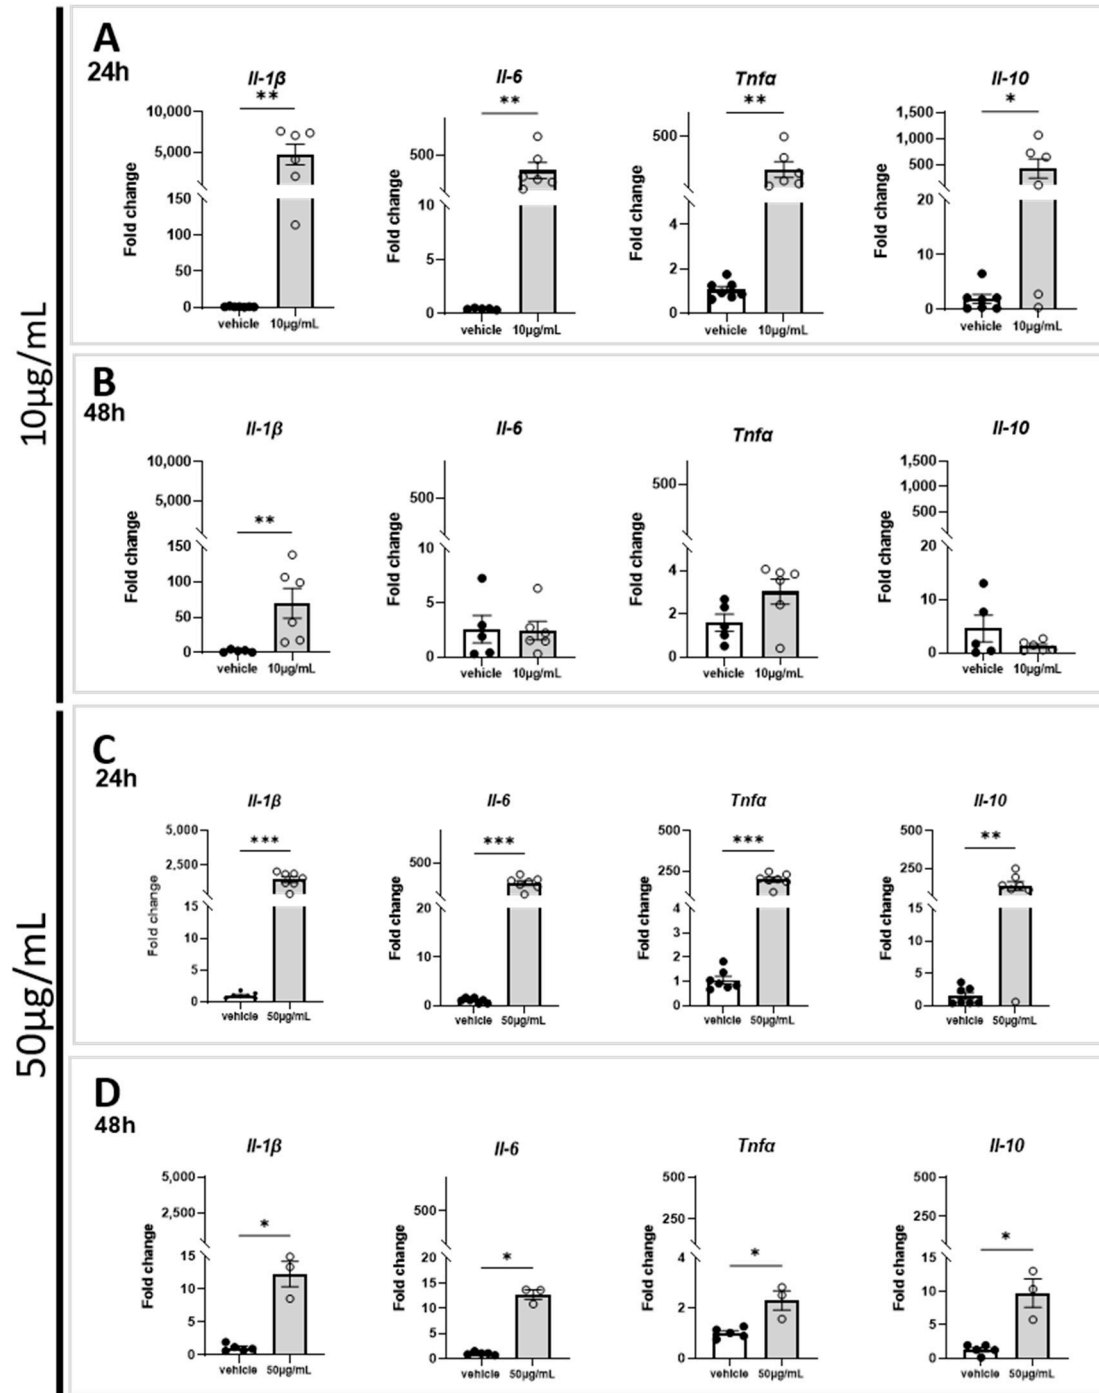 10µg/mL
A
24h
Il-1β
**
Fold change
10,000
5,000
150
100
50
0
vehicle 10µg/mL
Il-6
**
Fold change
500
10
5
0
vehicle 10µg/mL
Tnfα
**
Fold change
500
4
2
0
vehicle 10µg/mL
Il-10
*
Fold change
1,500
1,000
500
20
10
0
vehicle 10µg/mL
B
48h
Il-1β
**
Fold change
10,000
5,000
150
100
50
0
vehicle 10µg/mL
Il-6
Fold change
500
10
5
0
vehicle 10µg/mL
Tnfα
Fold change
500
4
2
0
vehicle 10µg/mL
Il-10
Fold change
1,500
1,000
500
20
10
0
vehicle 10µg/mL
50µg/mL
C
24h
Il-1β
***
Fold change
5,000
2,500
15
10
5
0
vehicle 50µg/mL
Il-6
***
Fold change
500
20
10
0
vehicle 50µg/mL
Tnfα
***
Fold change
500
250
4
3
2
1
0
vehicle 50µg/mL
Il-10
**
Fold change
500
250
15
10
5
0
vehicle 50µg/mL
D
48h
Il-1β
*
Fold change
5,000
2,500
15
10
5
0
vehicle 50µg/mL
Il-6
*
Fold change
500
20
15
10
5
0
vehicle 50µg/mL
Tnfα
*
Fold change
500
250
4
2
0
vehicle 50µg/mL
Il-10
*
Fold change
500
250
15
10
5
0
vehicle 50µg/mL